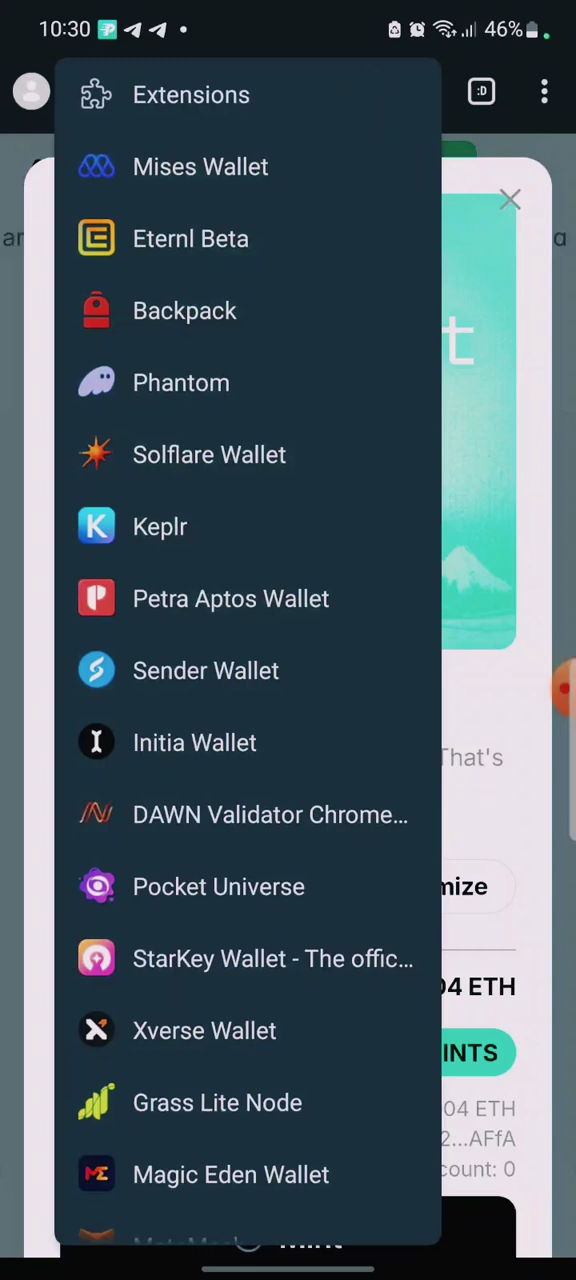 10:30
46%
:D
Extensions
Mises Wallet
Eternl Beta
Backpack
Phantom
Solflare Wallet
Keplr
Petra Aptos Wallet
Sender Wallet
Initia Wallet
That's
DAWN Validator Chrome...
Pocket Universe
mize
StarKey Wallet - The offic...
04 ETH
Xverse Wallet
INTS
Grass Lite Node
04 ETH
2...AFfA
Magic Eden Wallet
count: 0